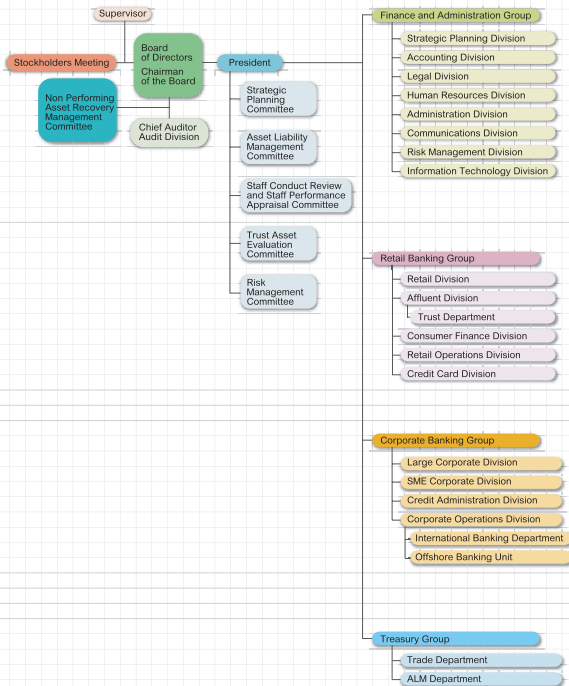 Supervisor
Stockholders Meeting
Board
of Directors
Chairman
of the Board
President
Non Performing
Asset Recovery
Management
Committee
Chief Auditor
Audit Division
Strategic
Planning
Committee
Asset Liability
Management
Committee
Staff Conduct Review
and Staff Performance
Appraisal Committee
Trust Asset
Evaluation
Committee
Risk
Management
Committee
Finance and Administration Group
Strategic Planning Division
Accounting Division
Legal Division
Human Resources Division
Administration Division
Communications Division
Risk Management Division
Information Technology Division
Retail Banking Group
Retail Division
Affluent Division
Trust Department
Consumer Finance Division
Retail Operations Division
Credit Card Division
Corporate Banking Group
Large Corporate Division
SME Corporate Division
Credit Administration Division
Corporate Operations Division
International Banking Department
Offshore Banking Unit
Treasury Group
Trade Department
ALM Department